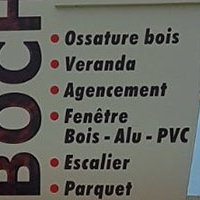 BOCH
• Ossature bois
• Veranda
• Agencement
• Fenêtre
Bois - Alu - PVC
• Escalier
• Parquet